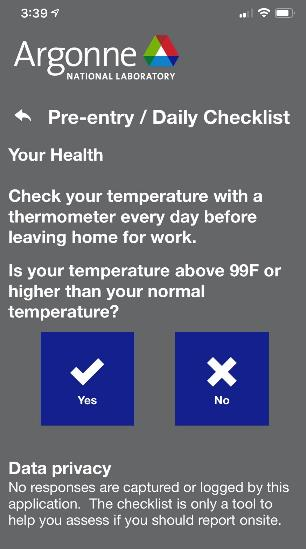 3:39
Argonne
NATIONAL LABORATORY
Pre-entry / Daily Checklist
Your Health
Check your temperature with a
thermometer every day before
leaving home for work.
Is your temperature above 99F or
higher than your normal
temperature?
Yes
No
Data privacy
No responses are captured or logged by this
application. The checklist is only a tool to
help you assess if you should report onsite.